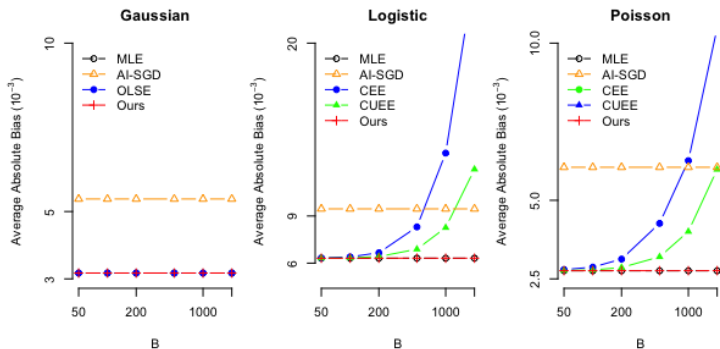 Gaussian
Average Absolute Bias (10⁻³)
10
5
3
MLE
AI-SGD
OLSE
Ours
50
200
1000
B
Logistic
Average Absolute Bias (10⁻³)
20
9
6
MLE
AI-SGD
CEE
CUEE
Ours
50
200
1000
B
Poisson
Average Absolute Bias (10⁻³)
10.0
5.0
2.5
MLE
AI-SGD
CEE
CUEE
Ours
50
200
1000
B